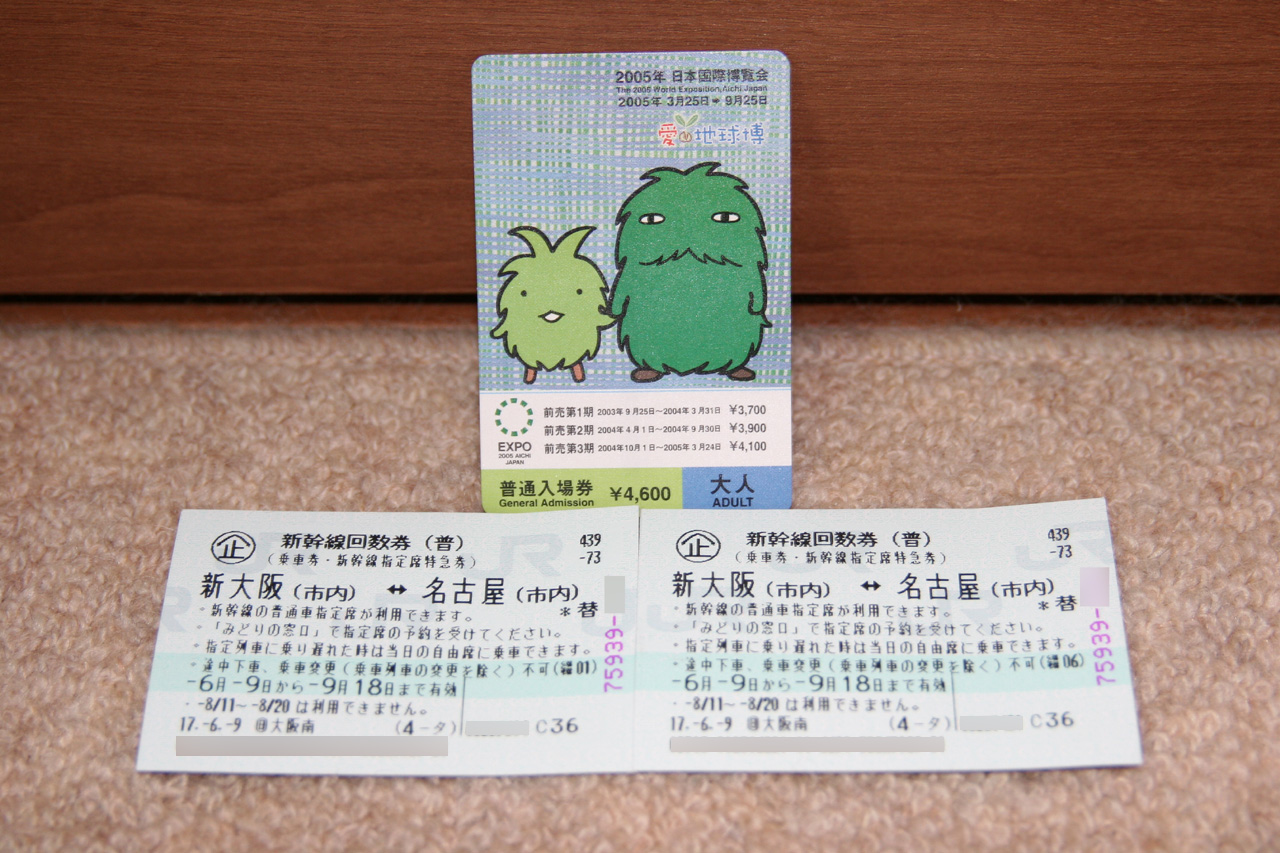 2005年 日本国際博覧会
The 2005 World Exposition, Aichi Japan
2005年 3月25日➡9月25日
愛・地球博
前売第1期 2003年9月25日〜2004年3月31日 ¥3,700
前売第2期 2004年4月1日〜2004年9月30日 ¥3,900
前売第3期 2004年10月1日〜2005年3月24日 ¥4,100
EXPO
2005 AICHI
JAPAN
普通入場券 ¥4,600
General Admission
大人
ADULT
企 新幹線回数券(普) 439
(乗車券・新幹線指定席特急券) -73
新大阪(市内) ↔ 名古屋(市内)
*替
・新幹線の普通車指定席が利用できます。
・「みどりの窓口」で指定席の予約を受けてください。
・指定列車に乗り遅れた時は当日の自由席に乗車できます。
・途中下車、乗車変更(乗車列車の変更を除く)不可(繻01)
-6月-9日から-9月18日まで有効
・-8/11~-8/20は利用できません。
17.-6.-9 @大阪南 (4-タ) C36
75939-
企 新幹線回数券(普) 439
(乗車券・新幹線指定席特急券) -73
新大阪(市内) ↔ 名古屋(市内)
*替
・新幹線の普通車指定席が利用できます。
・「みどりの窓口」で指定席の予約を受けてください。
・指定列車に乗り遅れた時は当日の自由席に乗車できます。
・途中下車、乗車変更(乗車列車の変更を除く)不可(繻06)
-6月-9日から-9月18日まで有効
・-8/11~-8/20は利用できません。
17.-6.-9 @大阪南 (4-タ) C36
75939-